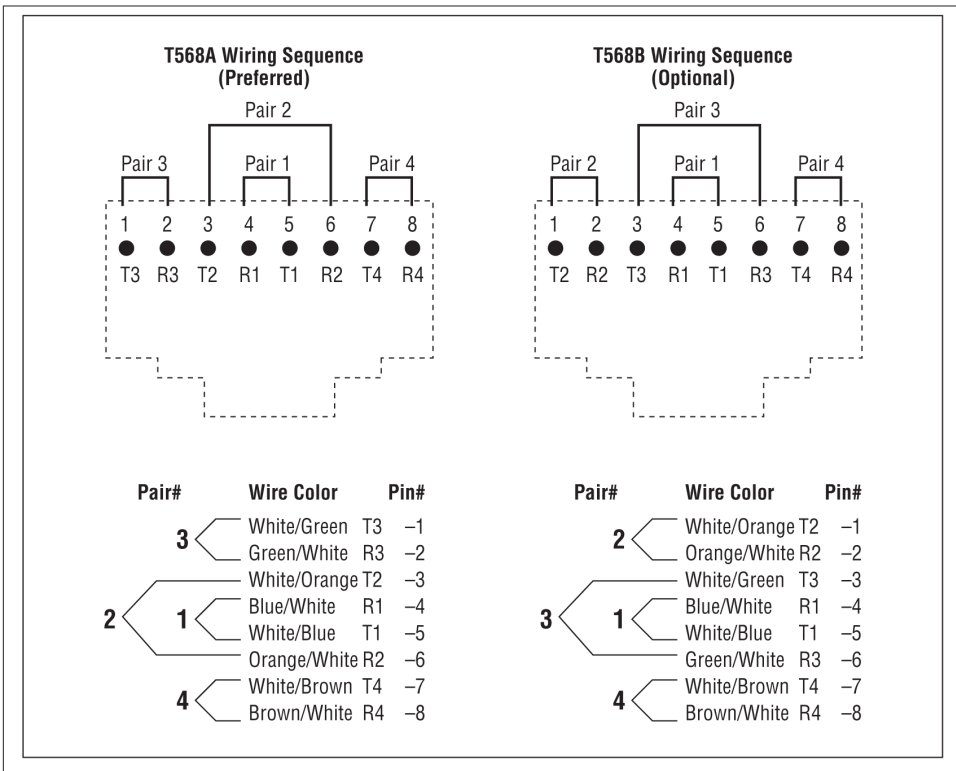 T568A Wiring Sequence
(Preferred)
Pair 2
Pair 3 Pair 1 Pair 4
1 2 3 4 5 6 7 8
T3 R3 T2 R1 T1 R2 T4 R4
T568B Wiring Sequence
(Optional)
Pair 3
Pair 2 Pair 1 Pair 4
1 2 3 4 5 6 7 8
T2 R2 T3 R1 T1 R3 T4 R4
Pair# Wire Color Pin#
3 White/Green T3 –1
Green/White R3 –2
2 White/Orange T2 –3
1 Blue/White R1 –4
White/Blue T1 –5
Orange/White R2 –6
4 White/Brown T4 –7
Brown/White R4 –8
Pair# Wire Color Pin#
2 White/Orange T2 –1
Orange/White R2 –2
3 White/Green T3 –3
1 Blue/White R1 –4
White/Blue T1 –5
Green/White R3 –6
4 White/Brown T4 –7
Brown/White R4 –8